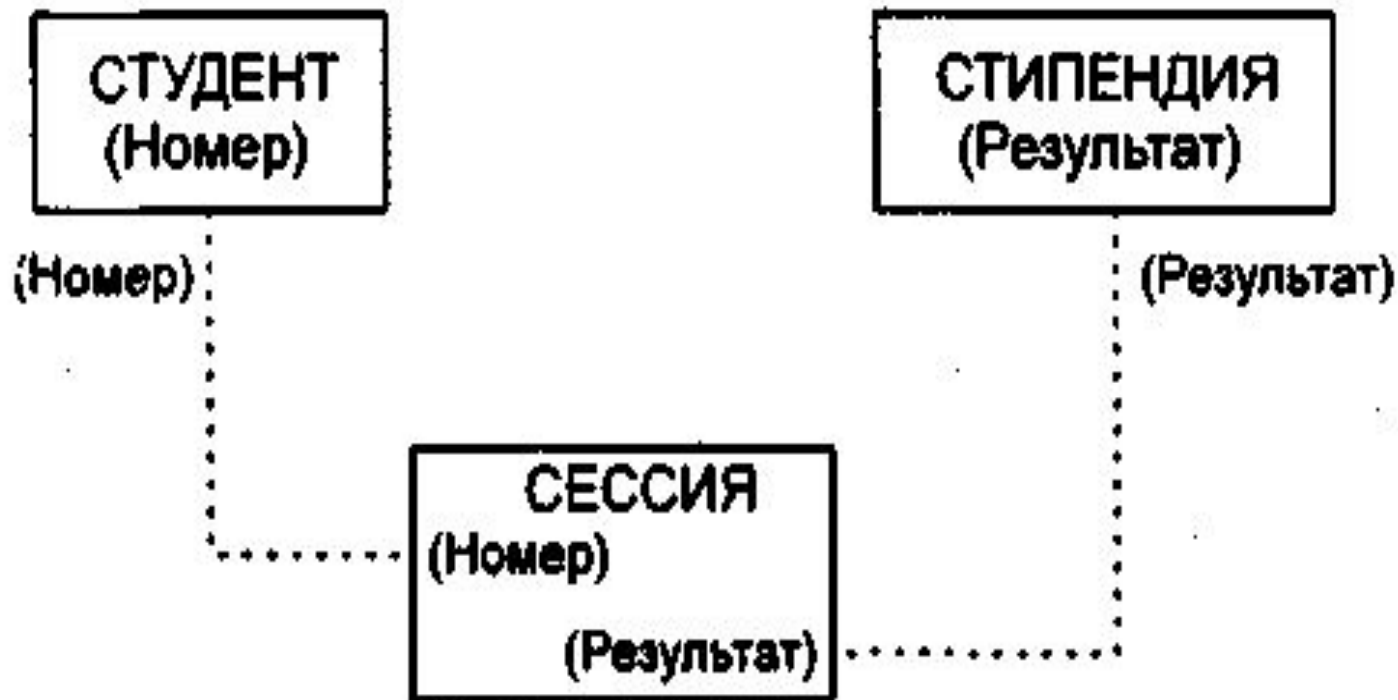 СТУДЕНТ
(Номер)
СТИПЕНДИЯ
(Результат)
(Номер)
(Результат)
СЕССИЯ
(Номер)
(Результат)